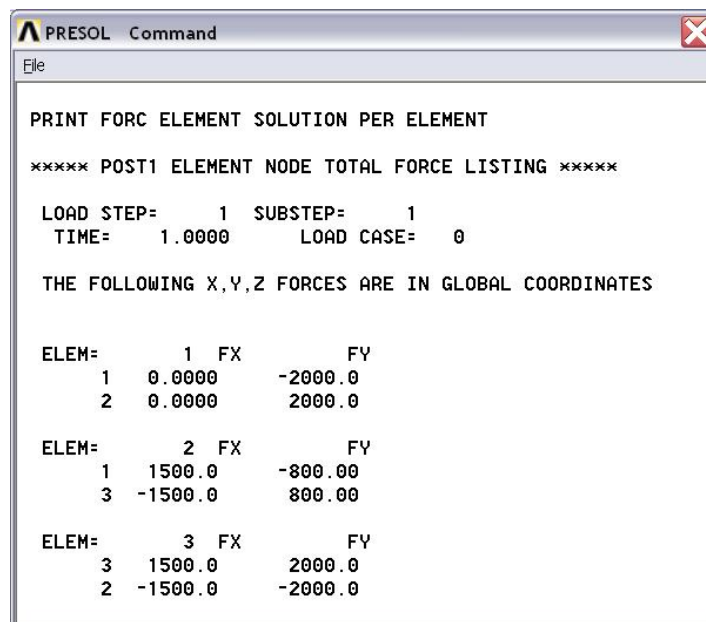 PRESOL Command
File
PRINT FORC ELEMENT SOLUTION PER ELEMENT
***** POST1 ELEMENT NODE TOTAL FORCE LISTING *****
LOAD STEP= 1 SUBSTEP= 1
TIME= 1.0000 LOAD CASE= 0
THE FOLLOWING X,Y,Z FORCES ARE IN GLOBAL COORDINATES
ELEM= 1 FX FY
1 0.0000 -2000.0
2 0.0000 2000.0
ELEM= 2 FX FY
1 1500.0 -800.00
3 -1500.0 800.00
ELEM= 3 FX FY
3 1500.0 2000.0
2 -1500.0 -2000.0